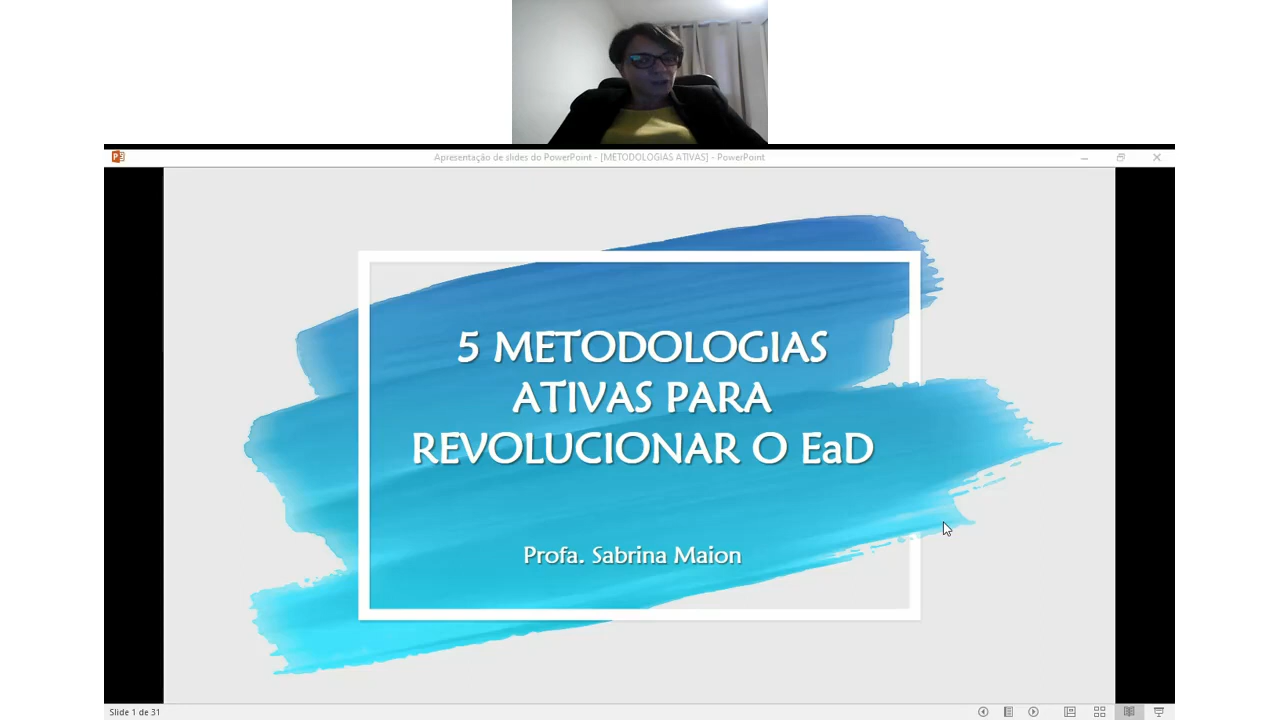 Apresentação de slides do PowerPoint - [METODOLOGIAS ATIVAS] - PowerPoint
5 METODOLOGIAS
ATIVAS PARA
REVOLUCIONAR O EaD
Profa. Sabrina Maion
Slide 1 de 31